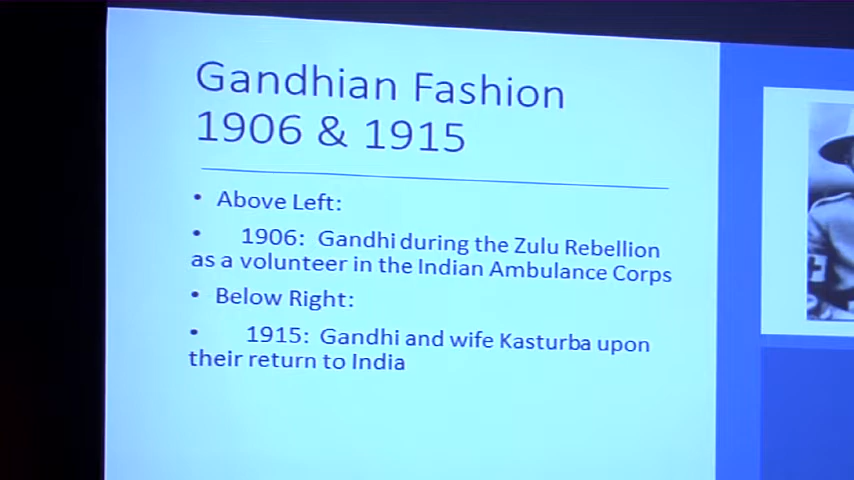 Gandhian Fashion
1906 & 1915
• Above Left:
• 1906: Gandhi during the Zulu Rebellion
as a volunteer in the Indian Ambulance Corps
• Below Right:
• 1915: Gandhi and wife Kasturba upon
their return to India